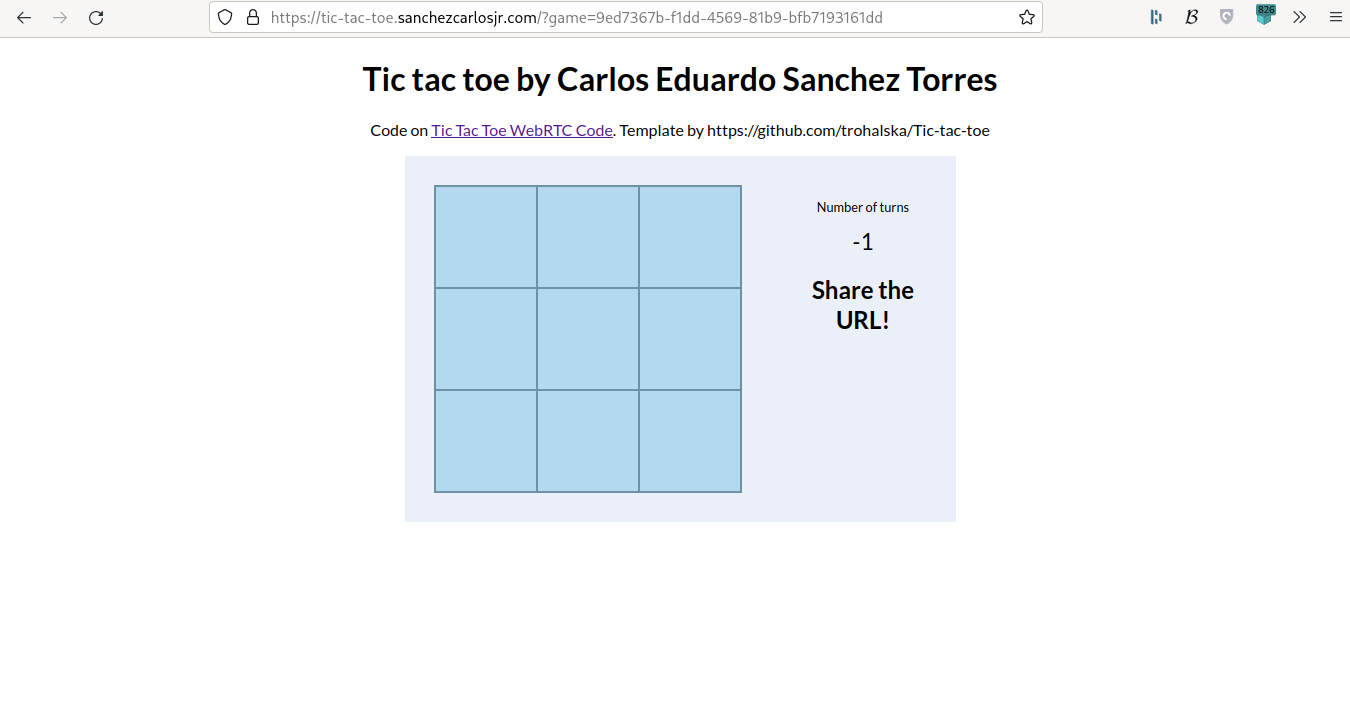 https://tic-tac-toe.sanchezcarlosjr.com/?game=9ed7367b-f1dd-4569-81b9-bfb7193161dd
826
Tic tac toe by Carlos Eduardo Sanchez Torres
Code on Tic Tac Toe WebRTC Code. Template by https://github.com/trohalska/Tic-tac-toe
Number of turns
-1
Share the
URL!